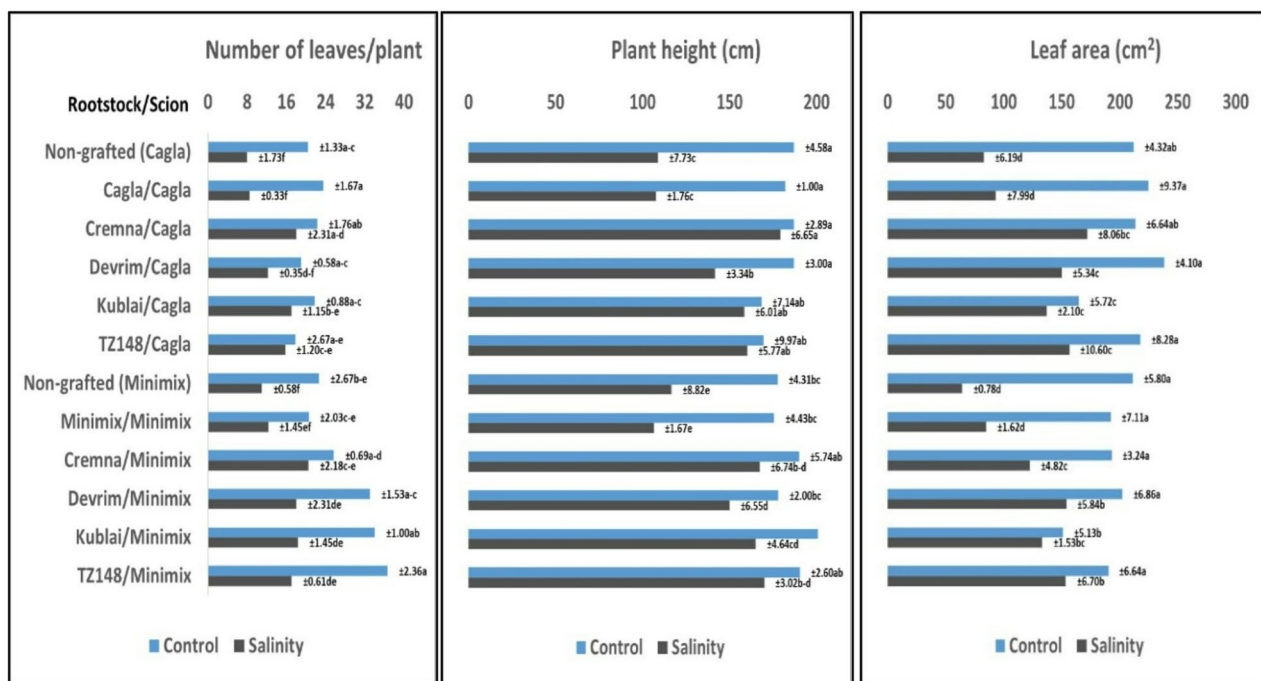 Number of leaves/plant
Rootstock/Scion
0 8 16 24 32 40
Non-grafted (Cagla)
±1.33a-c
±1.73f
Cagla/Cagla
±1.67a
±0.33f
Cremna/Cagla
±1.76ab
±2.31a-d
Devrim/Cagla
±0.58a-c
±0.35d-f
Kublai/Cagla
±0.88a-c
±1.15b-e
TZ148/Cagla
±2.67a-e
±1.20c-e
Non-grafted (Minimix)
±2.67b-e
±0.58f
Minimix/Minimix
±2.03c-e
±1.45ef
Cremna/Minimix
±0.69a-d
±2.18c-e
Devrim/Minimix
±1.53a-c
±2.31de
Kublai/Minimix
±1.00ab
±1.45de
TZ148/Minimix
±2.36a
±0.61de
Control Salinity
Plant height (cm)
0 50 100 150 200
±4.58a
±7.73c
±1.00a
±1.76c
±2.89a
±6.65a
±3.00a
±3.34b
±7.14ab
±6.01ab
±9.97ab
±5.77ab
±4.31bc
±8.82e
±4.43bc
±1.67e
±5.74ab
±6.74b-d
±2.00bc
±6.55d
±4.64cd
±2.60ab
±3.02b-d
Control Salinity
Leaf area (cm²)
0 50 100 150 200 250 300
±4.32ab
±6.19d
±9.37a
±7.99d
±6.64ab
±8.06bc
±4.10a
±5.34c
±5.72c
±2.10c
±8.28a
±10.60c
±5.80a
±0.78d
±7.11a
±1.62d
±3.24a
±4.82c
±6.86a
±5.84b
±5.13b
±1.53bc
±6.64a
±6.70b
Control Salinity